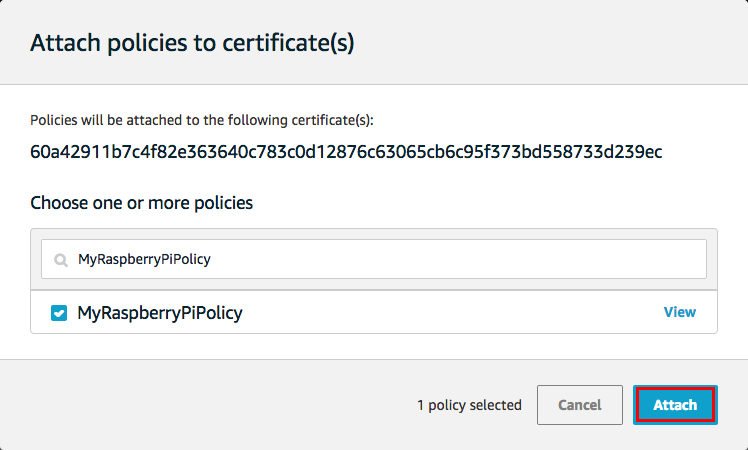 Attach policies to certificate(s)
Policies will be attached to the following certificate(s):
60a42911b7c4f82e363640c783c0d12876c63065cb6c95f373bd558733d239ec
Choose one or more policies
MyRaspberryPiPolicy
MyRaspberryPiPolicy View
1 policy selected Cancel Attach